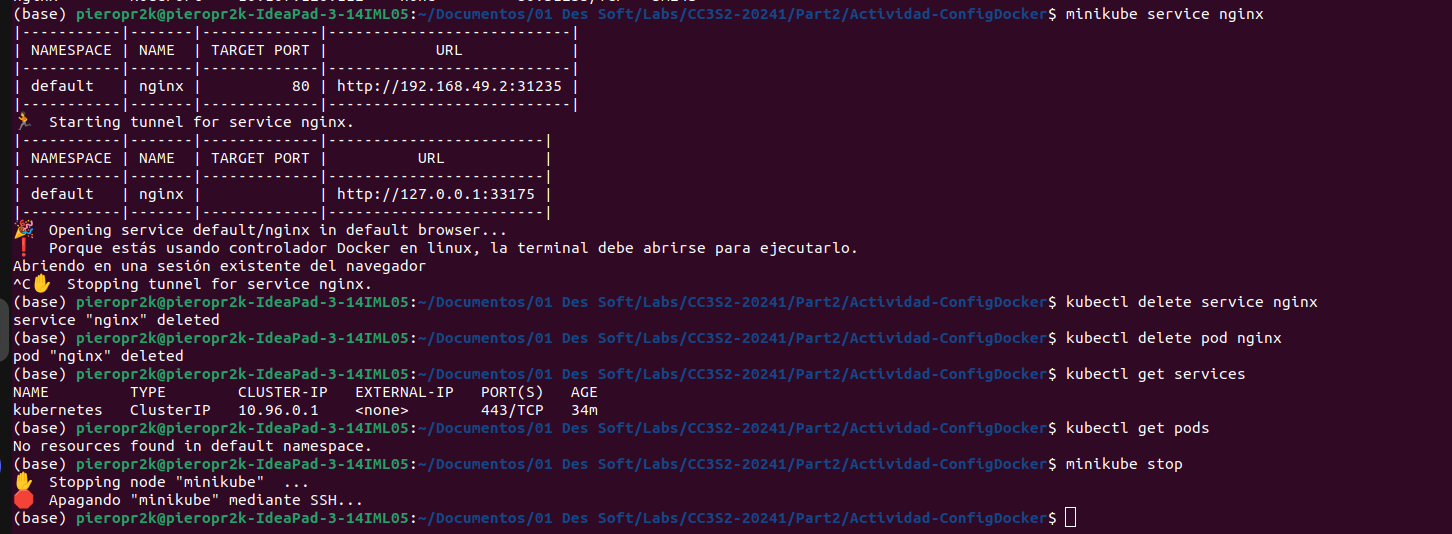 (base) pieropr2k@pieropr2k-IdeaPad-3-14IML05:~/Documentos/01 Des Soft/Labs/CC3S2-20241/Part2/Actividad-ConfigDocker$ minikube service nginx
|-----------|-------|-------------|---------------------------|
| NAMESPACE | NAME  | TARGET PORT |            URL            |
|-----------|-------|-------------|---------------------------|
| default   | nginx |          80 | http://192.168.49.2:31235 |
|-----------|-------|-------------|---------------------------|
🏃  Starting tunnel for service nginx.
|-----------|-------|-------------|------------------------|
| NAMESPACE | NAME  | TARGET PORT |          URL           |
|-----------|-------|-------------|------------------------|
| default   | nginx |             | http://127.0.0.1:33175 |
|-----------|-------|-------------|------------------------|
🎉  Opening service default/nginx in default browser...
❗  Porque estás usando controlador Docker en linux, la terminal debe abrirse para ejecutarlo.
Abriendo en una sesión existente del navegador
^C✋  Stopping tunnel for service nginx.
(base) pieropr2k@pieropr2k-IdeaPad-3-14IML05:~/Documentos/01 Des Soft/Labs/CC3S2-20241/Part2/Actividad-ConfigDocker$ kubectl delete service nginx
service "nginx" deleted
(base) pieropr2k@pieropr2k-IdeaPad-3-14IML05:~/Documentos/01 Des Soft/Labs/CC3S2-20241/Part2/Actividad-ConfigDocker$ kubectl delete pod nginx
pod "nginx" deleted
(base) pieropr2k@pieropr2k-IdeaPad-3-14IML05:~/Documentos/01 Des Soft/Labs/CC3S2-20241/Part2/Actividad-ConfigDocker$ kubectl get services
NAME         TYPE        CLUSTER-IP   EXTERNAL-IP   PORT(S)   AGE
kubernetes   ClusterIP   10.96.0.1    <none>        443/TCP   34m
(base) pieropr2k@pieropr2k-IdeaPad-3-14IML05:~/Documentos/01 Des Soft/Labs/CC3S2-20241/Part2/Actividad-ConfigDocker$ kubectl get pods
No resources found in default namespace.
(base) pieropr2k@pieropr2k-IdeaPad-3-14IML05:~/Documentos/01 Des Soft/Labs/CC3S2-20241/Part2/Actividad-ConfigDocker$ minikube stop
✋  Stopping node "minikube"  ...
🛑  Apagando "minikube" mediante SSH...
(base) pieropr2k@pieropr2k-IdeaPad-3-14IML05:~/Documentos/01 Des Soft/Labs/CC3S2-20241/Part2/Actividad-ConfigDocker$